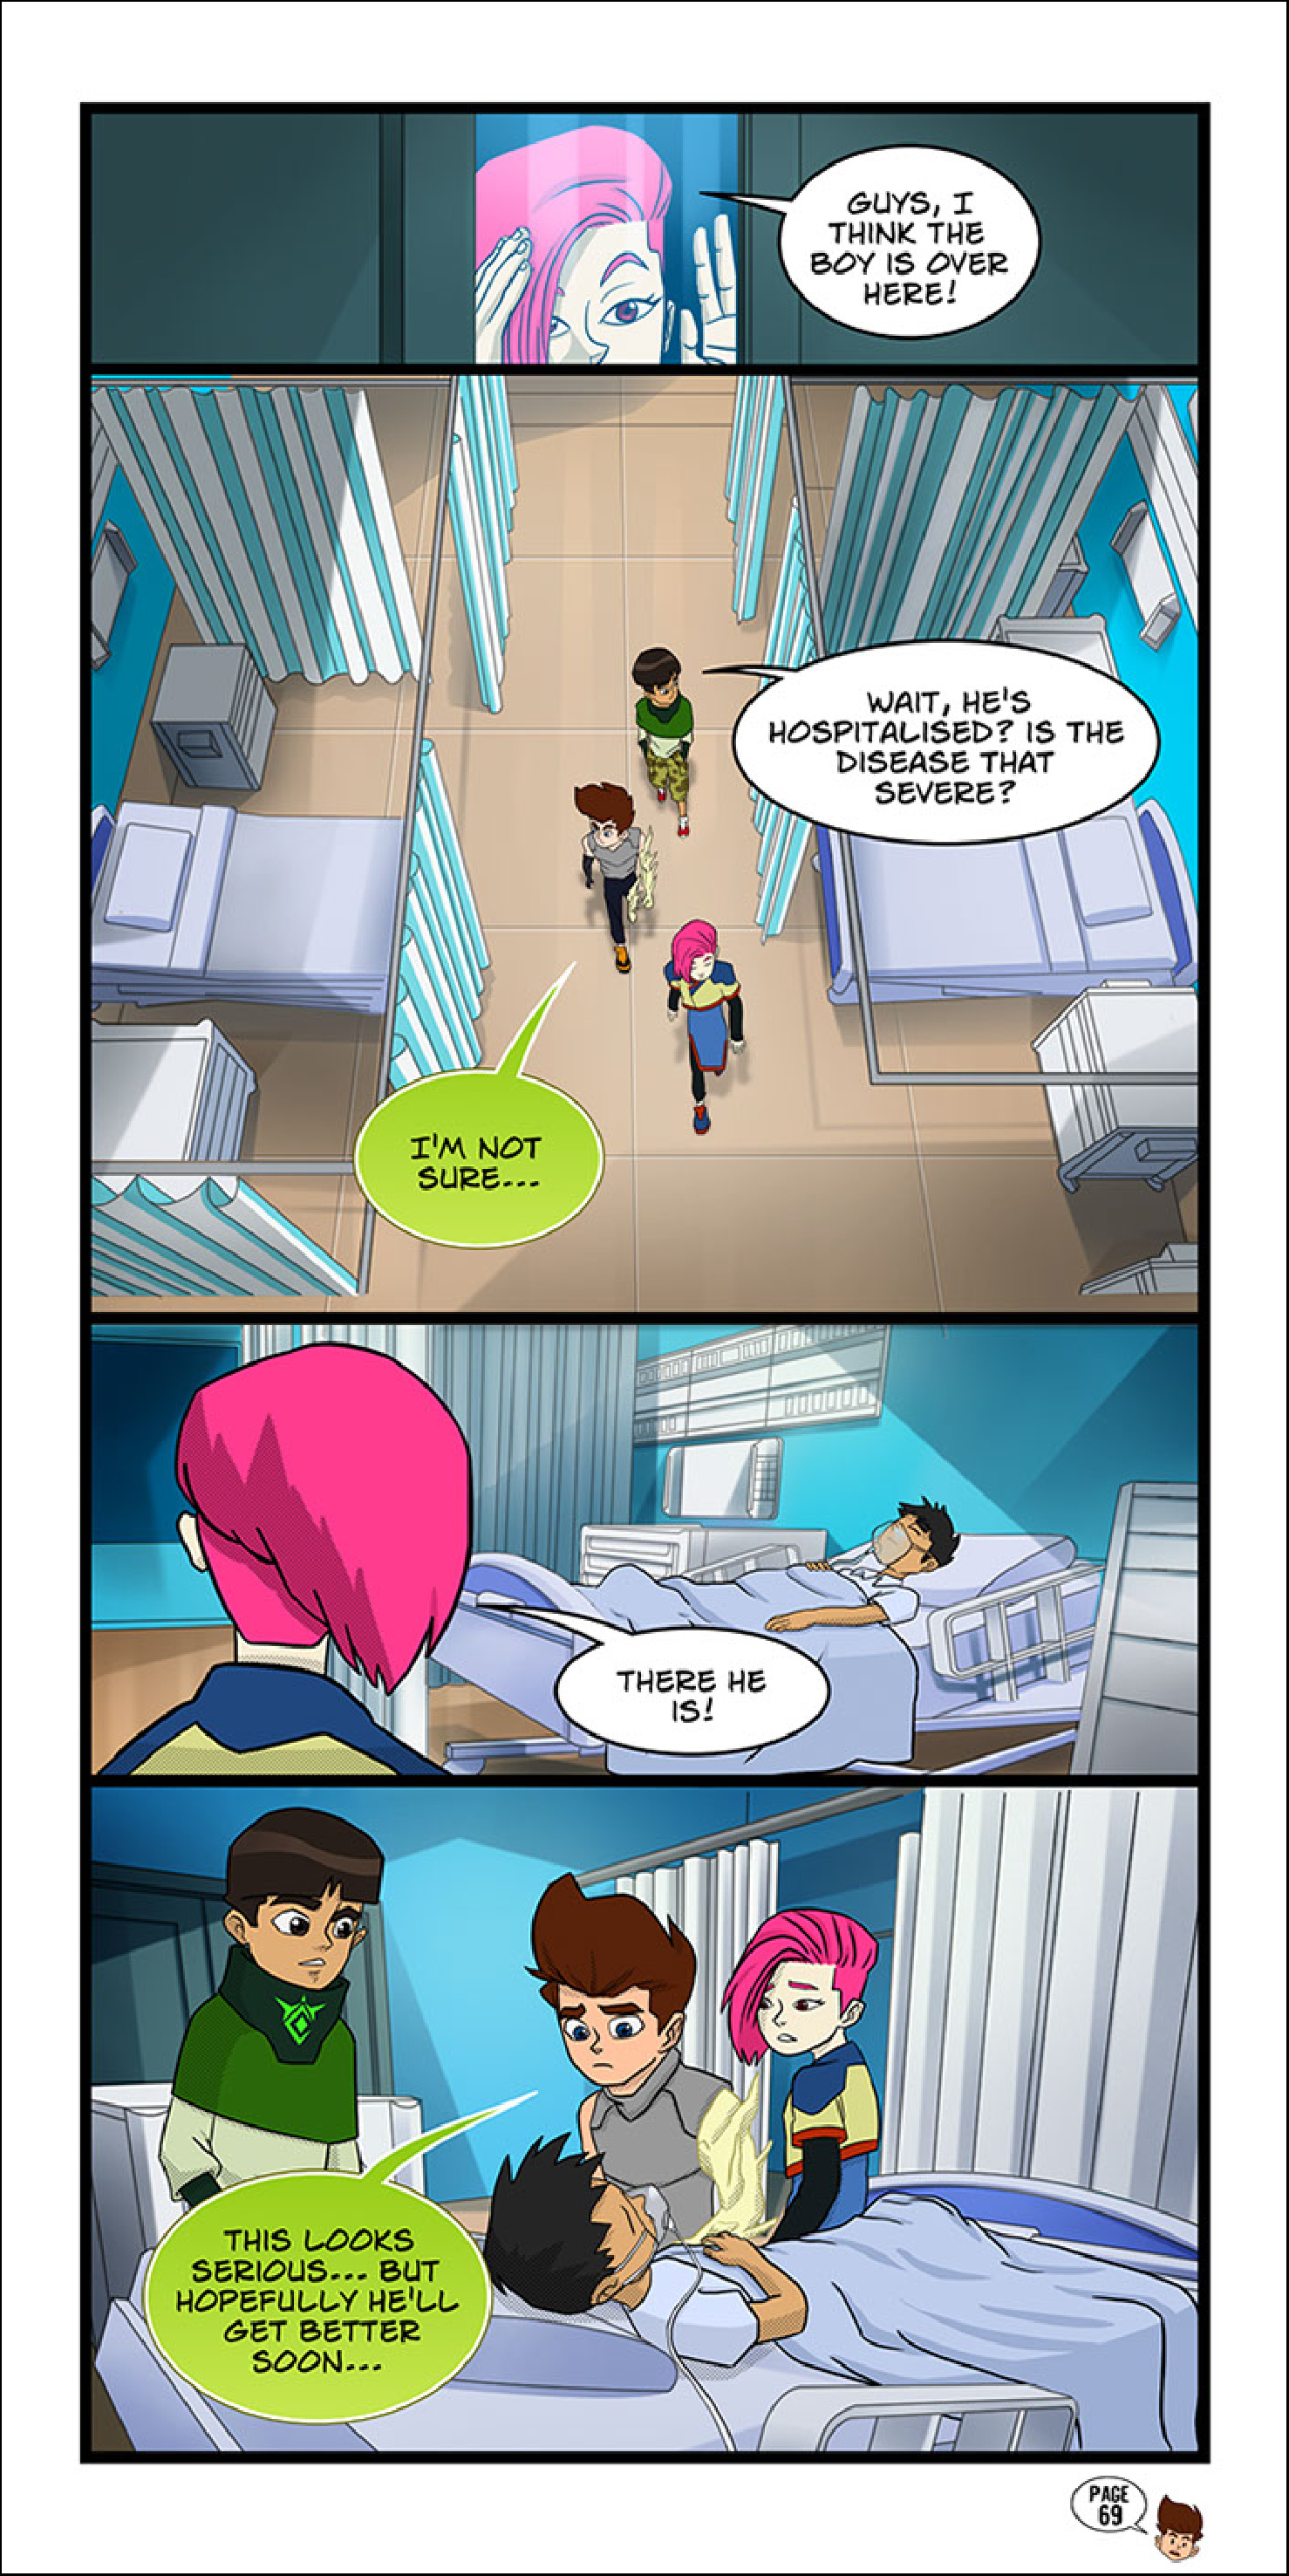 GUYS, I
THINK THE
BOY IS OVER
HERE!
WAIT, HE'S
HOSPITALISED? IS THE
DISEASE THAT
SEVERE?
I'M NOT
SURE...
THERE HE
IS!
THIS LOOKS
SERIOUS... BUT
HOPEFULLY HE'LL
GET BETTER
SOON...
PAGE
69